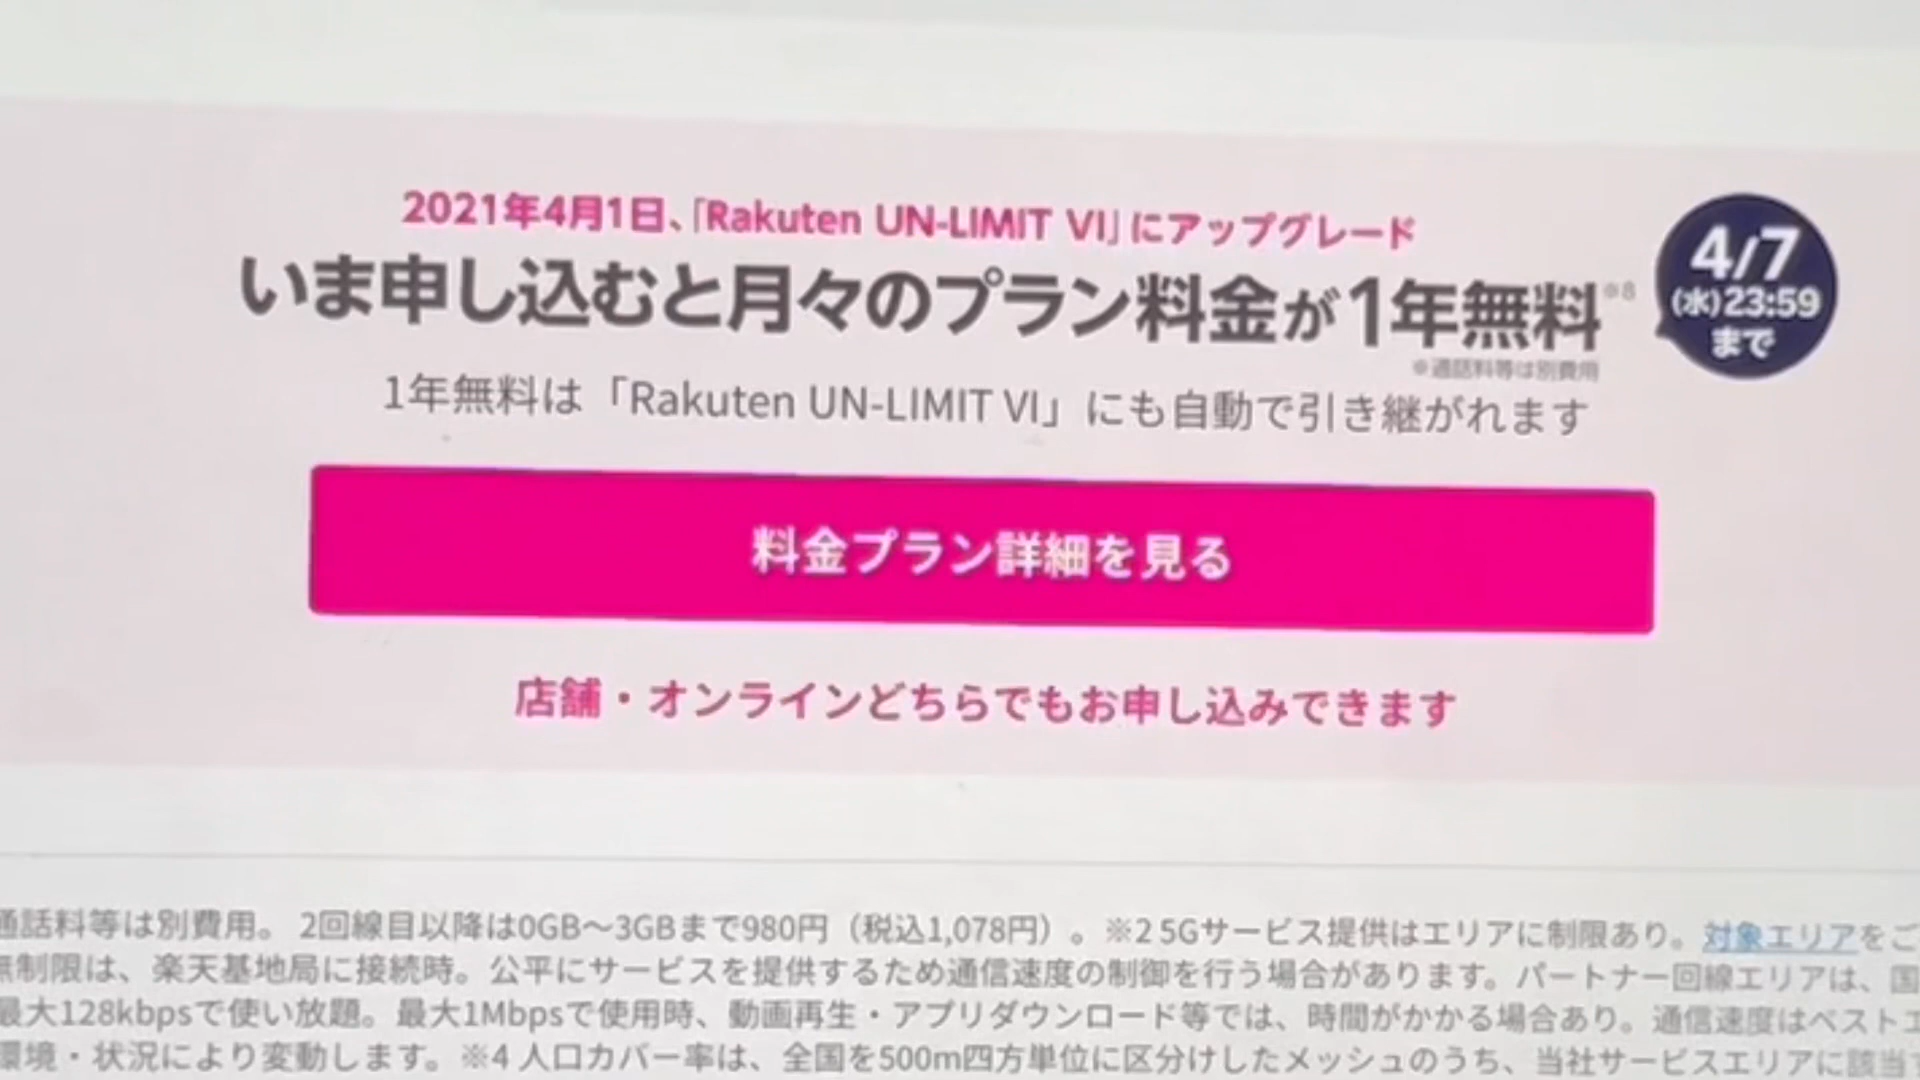 2021年4月1日、「Rakuten UN-LIMIT VI」にアップグレード
いま申し込むと月々のプラン料金が1年無料※8
4/7
(水)23:59
まで
※通話料等は別費用
1年無料は「Rakuten UN-LIMIT VI」にも自動で引き継がれます
料金プラン詳細を見る
店舗・オンラインどちらでもお申し込みできます
通話料等は別費用。 2回線目以降は0GB～3GBまで980円（税込1,078円）。※2 5Gサービス提供はエリアに制限あり。対象エリアをご
無制限は、楽天基地局に接続時。公平にサービスを提供するため通信速度の制御を行う場合があります。パートナー回線エリアは、国
最大128kbpsで使い放題。最大1Mbpsで使用時、動画再生・アプリダウンロード等では、時間がかかる場合あり。通信速度はベストエ
環境・状況により変動します。※4 人口カバー率は、全国を500m四方単位に区分けしたメッシュのうち、当社サービスエリアに該当す